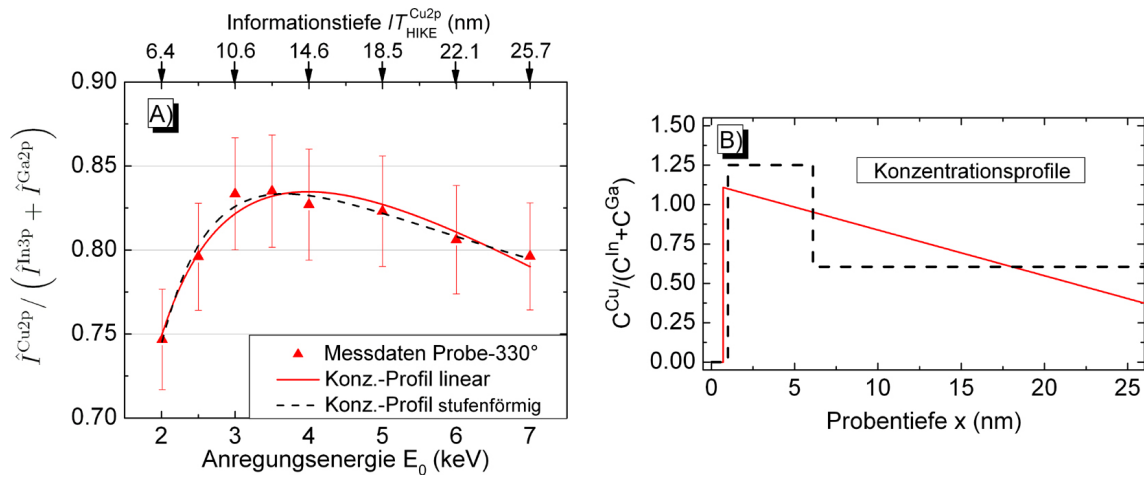 Informationstiefe IT_HIKE^Cu2p (nm)
6.4 10.6 14.6 18.5 22.1 25.7
A)
0.90
0.85
0.80
0.75
0.70
Î^Cu2p / (Î^In3p + Î^Ga2p)
Messdaten Probe-330°
Konz.-Profil linear
Konz.-Profil stufenförmig
2 3 4 5 6 7
Anregungsenergie E₀ (keV)
B)
Konzentrationsprofile
1.50
1.25
1.00
0.75
0.50
0.25
0.00
C^Cu/(C^In+C^Ga)
0 5 10 15 20 25
Probentiefe x (nm)